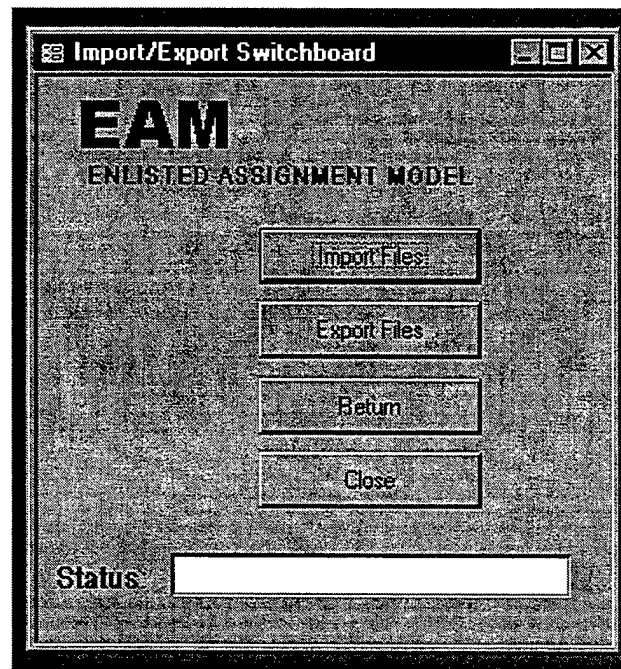 Import/Export Switchboard
EAM
ENLISTED ASSIGNMENT MODEL
Import Files
Export Files
Return
Close
Status